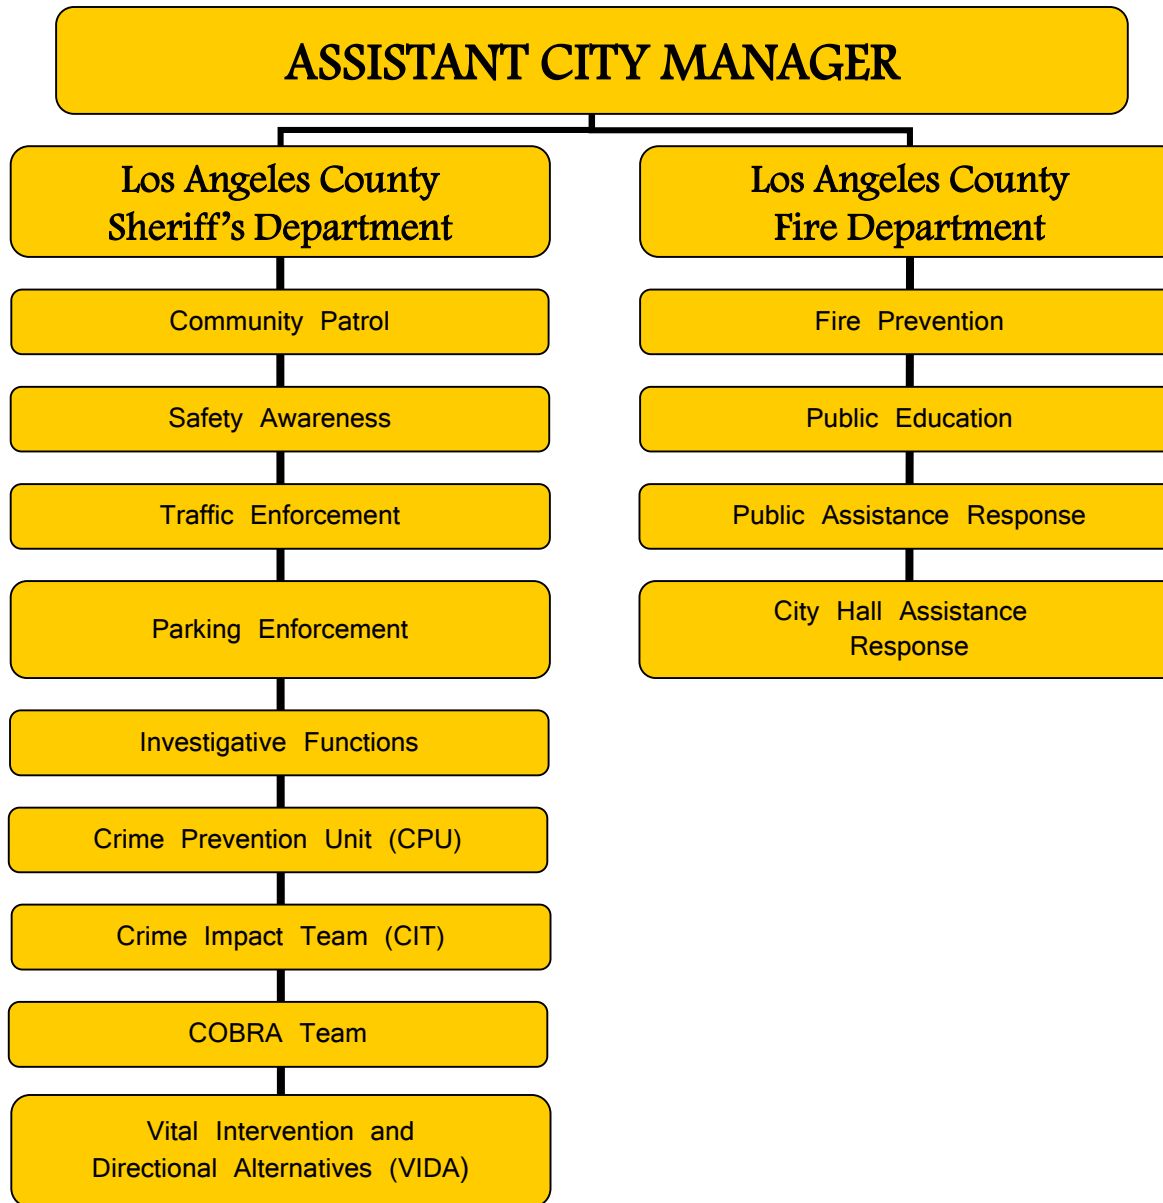 ASSISTANT CITY MANAGER
Los Angeles County
Sheriff’s Department
Community Patrol
Safety Awareness
Traffic Enforcement
Parking Enforcement
Investigative Functions
Crime Prevention Unit (CPU)
Crime Impact Team (CIT)
COBRA Team
Vital Intervention and
Directional Alternatives (VIDA)
Los Angeles County
Fire Department
Fire Prevention
Public Education
Public Assistance Response
City Hall Assistance
Response